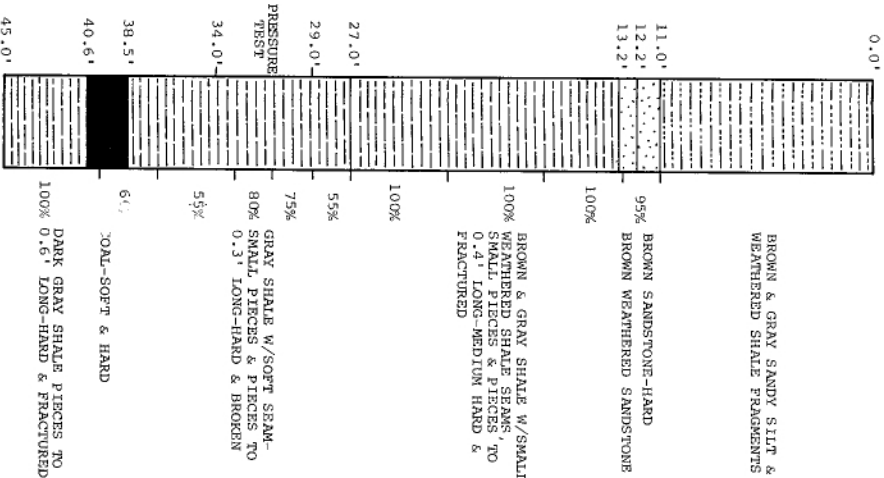 0.0'
BROWN & GRAY SANDY SILT &
WEATHERED SHALE FRAGMENTS
11.0'
12.2'
13.2'
95%
BROWN SANDSTONE-HARD
BROWN WEATHERED SANDSTONE
100%
100%
BROWN & GRAY SHALE W/SMALL
WEATHERED SHALE SEAMS,
SMALL PIECES & PIECES TO
0.4' LONG-MEDIUM HARD &
FRACTURED
100%
27.0'
55%
29.0'
75%
PRESSURE
TEST
80%
GRAY SHALE W/SOFT SEAM-
SMALL PIECES & PIECES TO
0.3' LONG-HARD & BROKEN
34.0'
55%
38.5'
COAL-SOFT & HARD
40.6'
100%
DARK GRAY SHALE PIECES TO
0.6' LONG-HARD & FRACTURED
45.0'